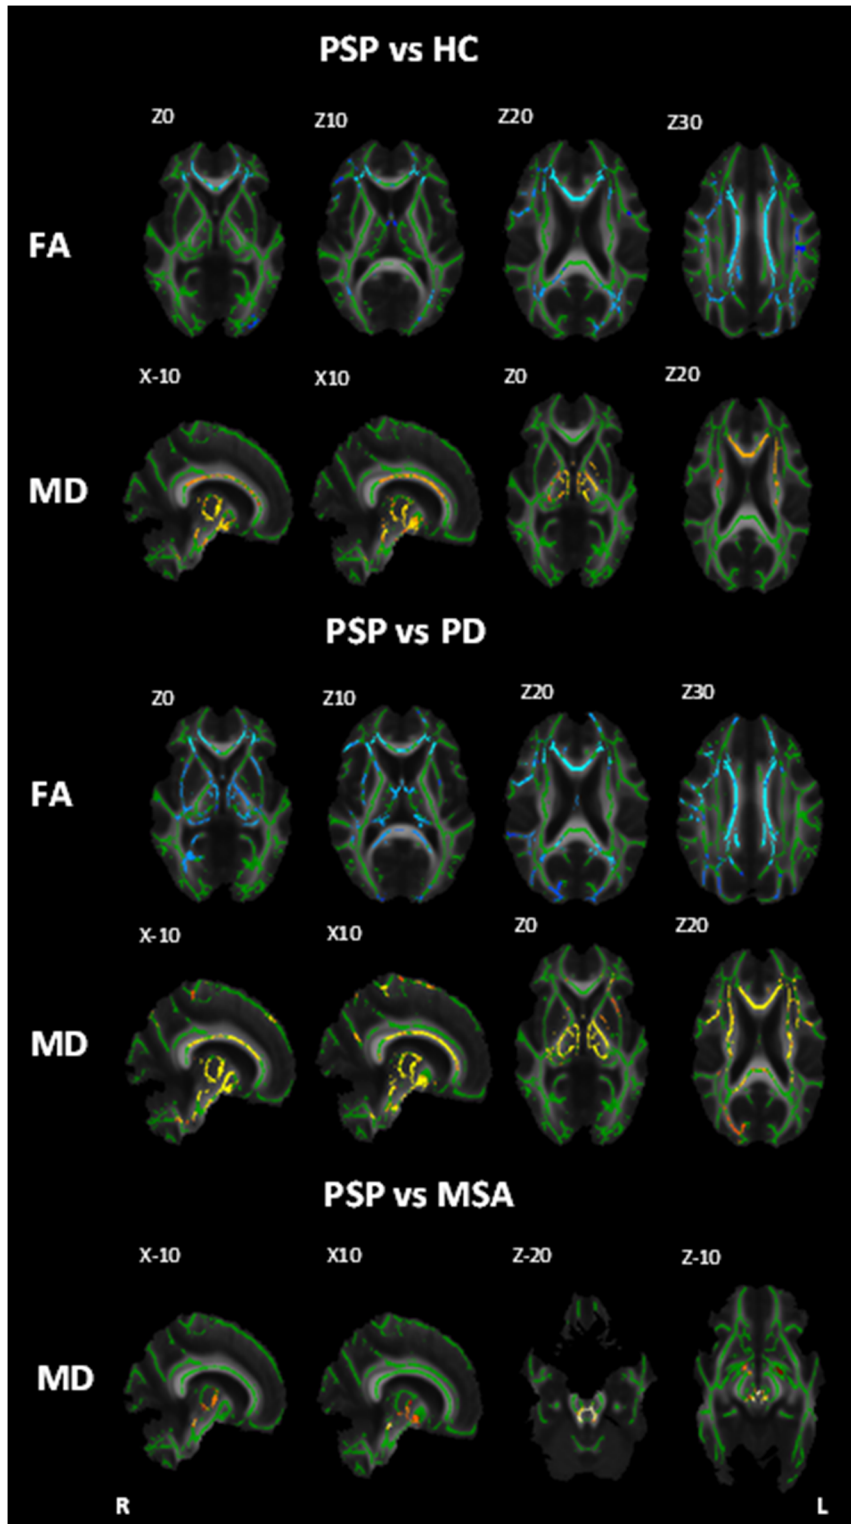 PSP vs HC
Z0 Z10 Z20 Z30
FA
X-10 X10 Z0 Z20
MD
PSP vs PD
Z0 Z10 Z20 Z30
FA
X-10 X10 Z0 Z20
MD
PSP vs MSA
X-10 X10 Z-20 Z-10
MD
R L